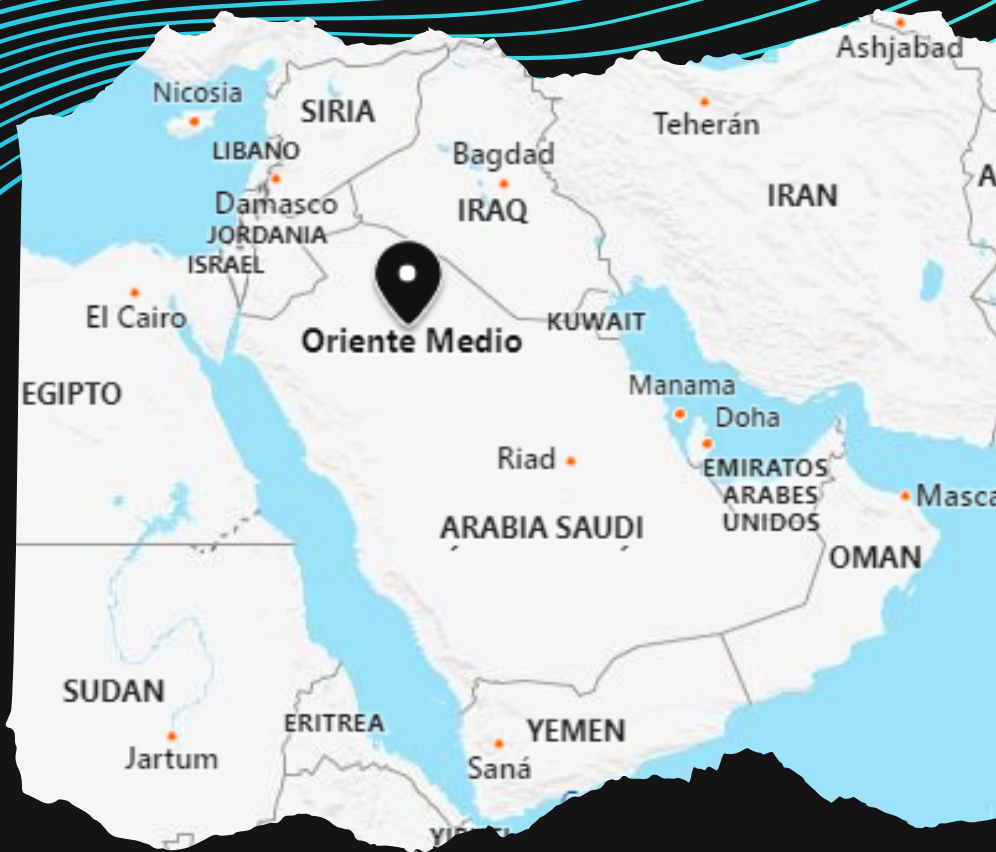 Ashjabad
Nicosia
SIRIA
Teherán
LIBANO
Bagdad
IRAN
A
Damasco
IRAQ
JORDANIA
ISRAEL
El Cairo
KUWAIT
Oriente Medio
EGIPTO
Manama
Doha
Riad
EMIRATOS
ARABES
UNIDOS
Masca
ARABIA SAUDI
OMAN
SUDAN
ERITREA
YEMEN
Jartum
Saná